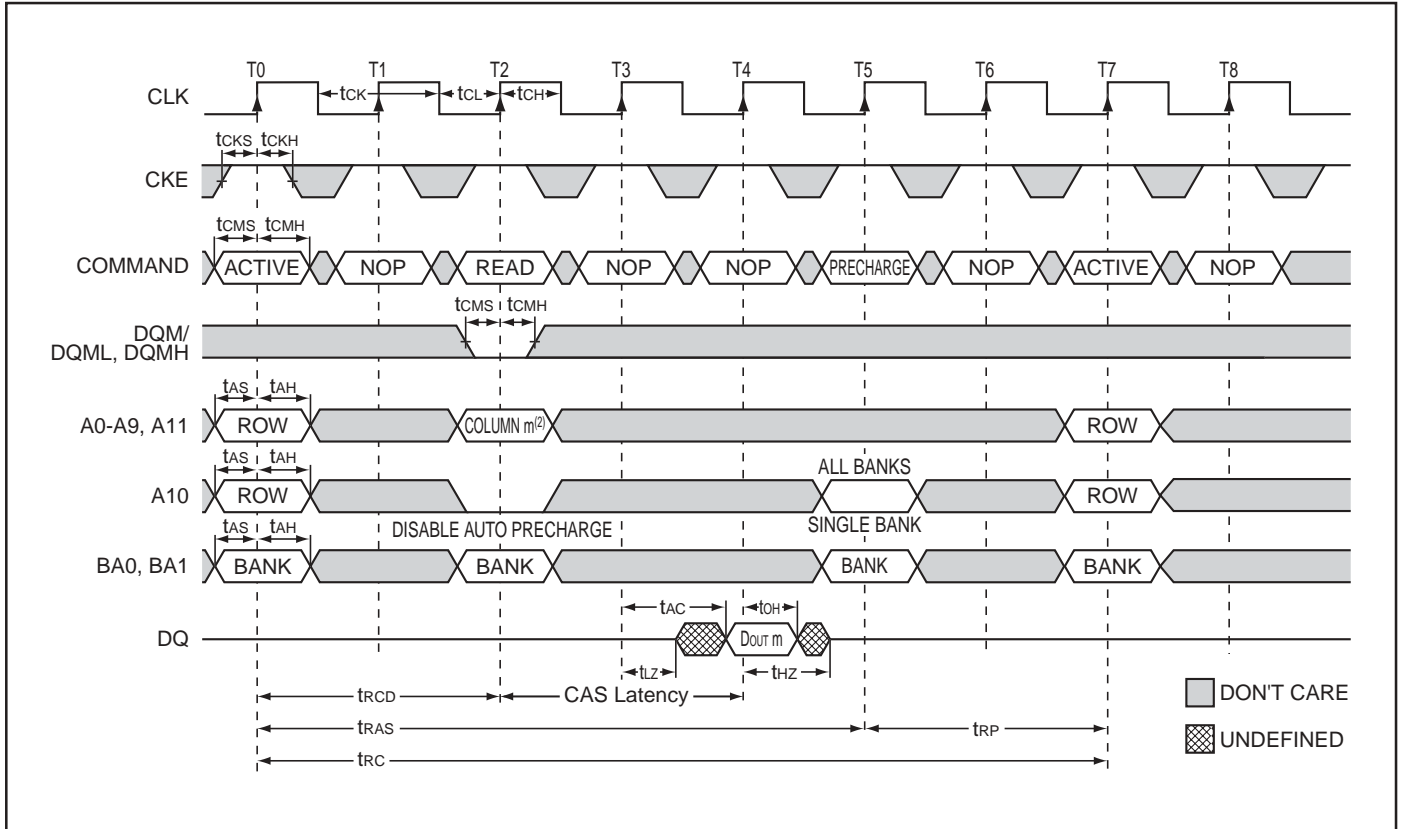 T0 T1 T2 T3 T4 T5 T6 T7 T8
CLK tCK tCL tCH
tCKS tCKH
CKE
tCMS tCMH
COMMAND ACTIVE NOP READ NOP NOP PRECHARGE NOP ACTIVE NOP
tCMS tCMH
DQM/
DQML, DQMH
tAS tAH
A0-A9, A11 ROW COLUMN m(2) ROW
tAS tAH ALL BANKS
A10 ROW ROW
DISABLE AUTO PRECHARGE SINGLE BANK
tAS tAH
BA0, BA1 BANK BANK BANK BANK
tAC tOH
DQ DOUT m
tLZ tHZ
tRCD CAS Latency
DON'T CARE
tRAS tRP
UNDEFINED
tRC